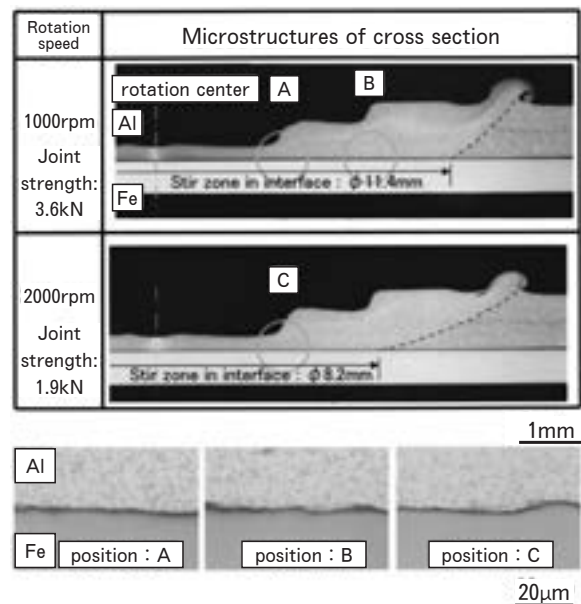 Rotation
speed
Microstructures of cross section
1000rpm
Joint
strength:
3.6kN
rotation center
A
B
Al
Stir zone in interface : ϕ11.4mm
Fe
2000rpm
Joint
strength:
1.9kN
C
Stir zone in interface : ϕ8.2mm
1mm
Al
Fe
position：A
position：B
position：C
20μm